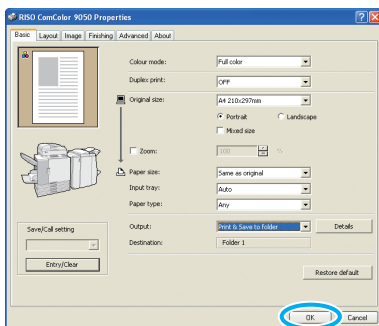 RISO ComColor 9050 Properties
Basic Layout Image Finishing Advanced About
Colour mode: Full color
Duplex print: OFF
Original size: A4 210x297mm
Portrait Landscape
Mixed size
Zoom: 100 %
Paper size: Same as original
Input tray: Auto
Paper type: Any
Save/Call setting
Output: Print & Save to folder Details
Destination: Folder 1
Entry/Clear
Restore default
OK Cancel